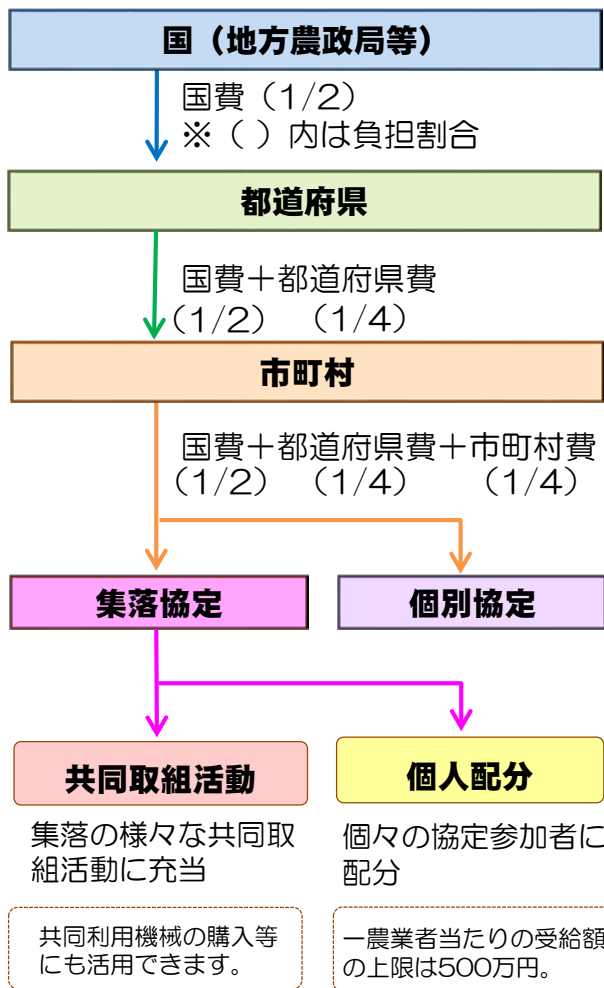 国（地方農政局等）
国費（1/2）
※（ ）内は負担割合
都道府県
国費＋都道府県費
（1/2） （1/4）
市町村
国費＋都道府県費＋市町村費
（1/2） （1/4） （1/4）
集落協定
個別協定
共同取組活動
個人配分
集落の様々な共同取
組活動に充当
個々の協定参加者に
配分
共同利用機械の購入等
にも活用できます。
一農業者当たりの受給額
の上限は500万円。